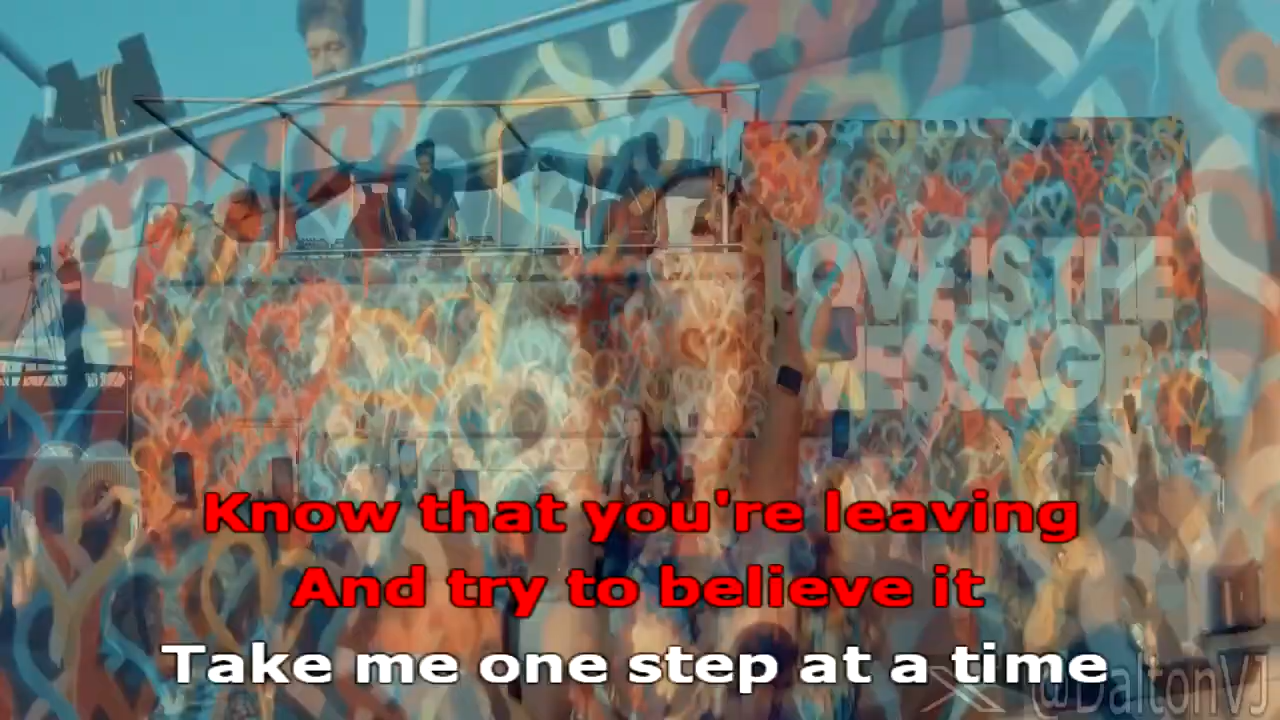 LOVE IS THE
MESSAGE
Know that you're leaving
And try to believe it
Take me one step at a time
X @DaltonVJ